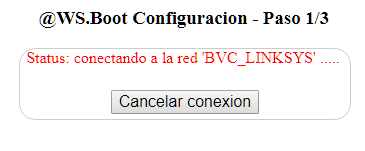 @WS.Boot Configuracion - Paso 1/3
Status: conectando a la red 'BVC_LINKSYS' .....
Cancelar conexion